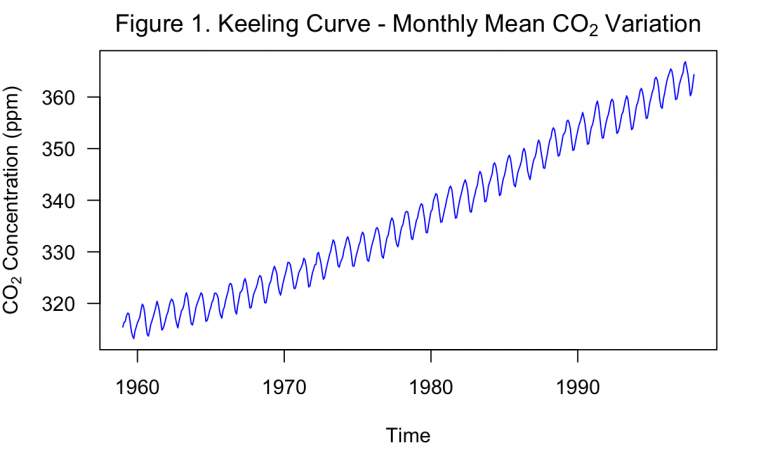 Figure 1. Keeling Curve - Monthly Mean CO₂ Variation
CO₂ Concentration (ppm)
360
350
340
330
320
1960 1970 1980 1990
Time